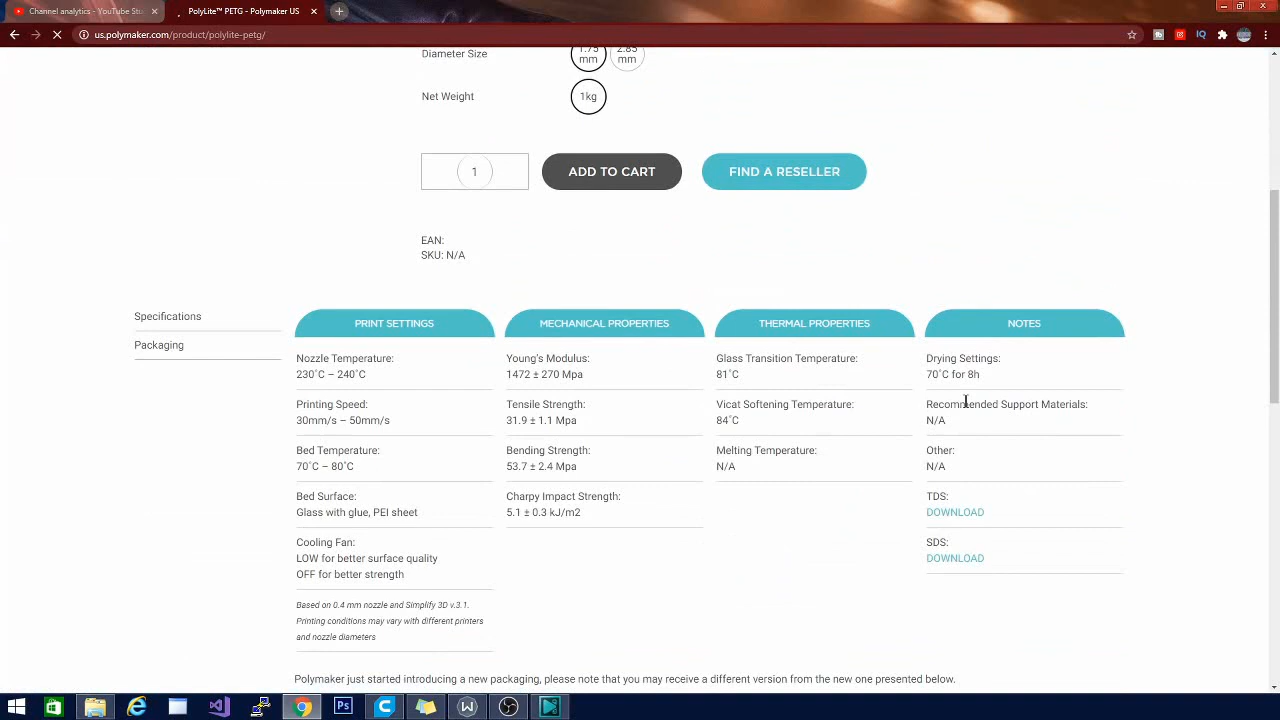 Channel analytics - YouTube Stu
PolyLite™ PETG - Polymaker US
us.polymaker.com/product/polylite-petg/
Diameter Size
1.75
mm
2.85
mm
Net Weight
1kg
1
ADD TO CART
FIND A RESELLER
EAN:
SKU: N/A
Specifications
Packaging
PRINT SETTINGS
Nozzle Temperature:
230˚C – 240˚C
Printing Speed:
30mm/s – 50mm/s
Bed Temperature:
70˚C – 80˚C
Bed Surface:
Glass with glue, PEI sheet
Cooling Fan:
LOW for better surface quality
OFF for better strength
Based on 0.4 mm nozzle and Simplify 3D v.3.1.
Printing conditions may vary with different printers
and nozzle diameters
MECHANICAL PROPERTIES
Young's Modulus:
1472 ± 270 Mpa
Tensile Strength:
31.9 ± 1.1 Mpa
Bending Strength:
53.7 ± 2.4 Mpa
Charpy Impact Strength:
5.1 ± 0.3 kJ/m2
THERMAL PROPERTIES
Glass Transition Temperature:
81˚C
Vicat Softening Temperature:
84˚C
Melting Temperature:
N/A
NOTES
Drying Settings:
70˚C for 8h
Recommended Support Materials:
N/A
Other:
N/A
TDS:
DOWNLOAD
SDS:
DOWNLOAD
Polymaker just started introducing a new packaging, please note that you may receive a different version from the new one presented below.